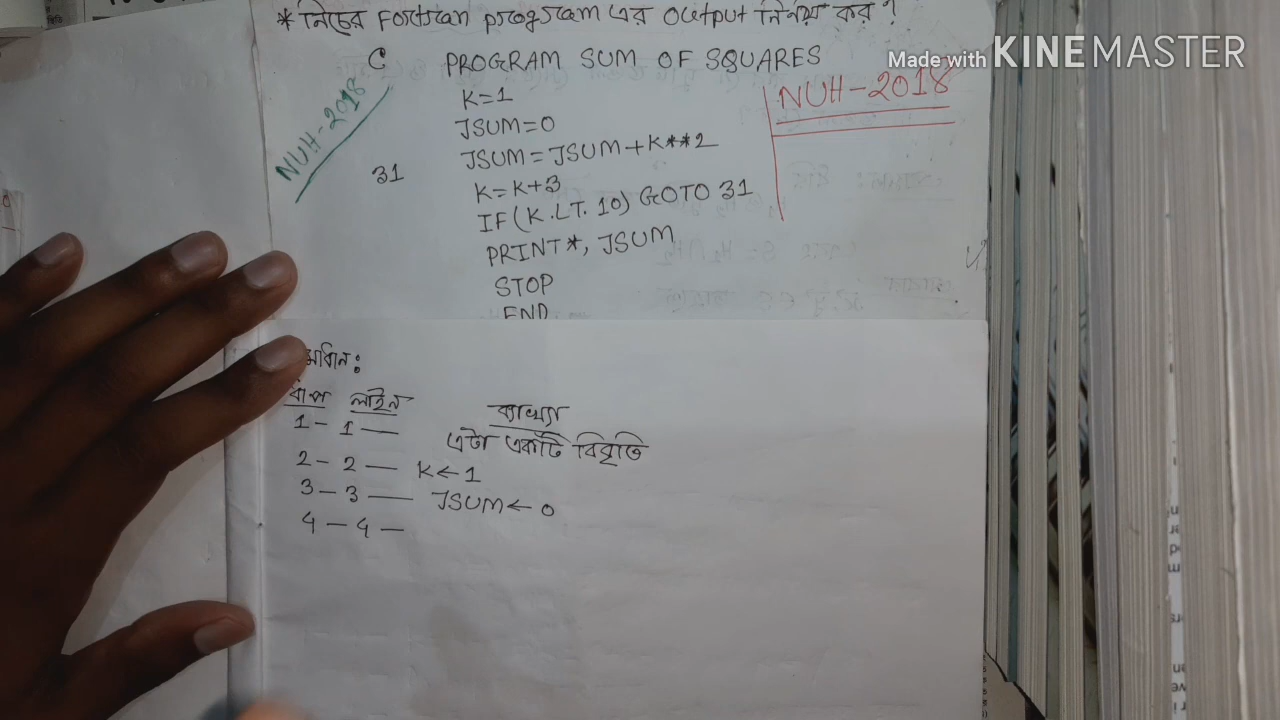 * নিচের Fortran program এর output নির্ণয় কর ?
C PROGRAM SUM OF SQUARES
Made with KINEMASTER
NUH-2018
NUH-2018
K=1
JSUM=0
31 JSUM=JSUM+K**2
K=K+3
IF(K.LT.10) GOTO 31
PRINT*, JSUM
STOP
END
লাইন ব্যাখ্যা
1 - 1 — এটা একটি বিবৃতি
2 - 2 — K←1
3 - 3 — JSUM←0
4 - 4 —